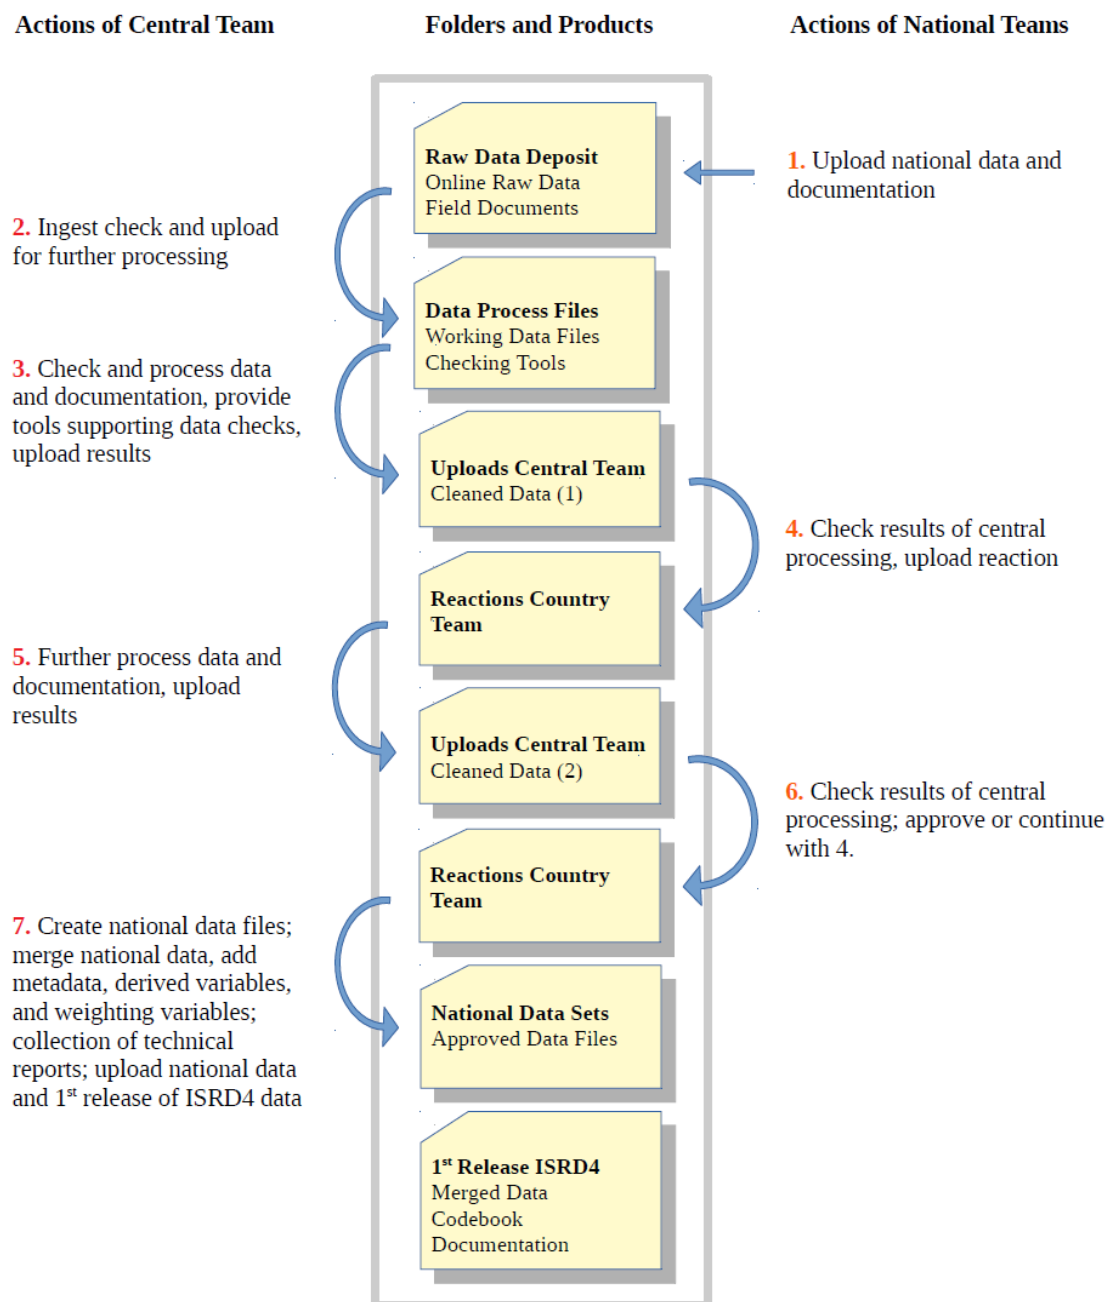 Actions of Central Team
Folders and Products
Actions of National Teams
Raw Data Deposit
Online Raw Data
Field Documents
1. Upload national data and
documentation
2. Ingest check and upload
for further processing
Data Process Files
Working Data Files
Checking Tools
3. Check and process data
and documentation, provide
tools supporting data checks,
upload results
Uploads Central Team
Cleaned Data (1)
4. Check results of central
processing, upload reaction
Reactions Country
Team
5. Further process data and
documentation, upload
results
Uploads Central Team
Cleaned Data (2)
6. Check results of central
processing; approve or continue
with 4.
Reactions Country
Team
7. Create national data files;
merge national data, add
metadata, derived variables,
and weighting variables;
collection of technical
reports; upload national data
and 1st release of ISRD4 data
National Data Sets
Approved Data Files
1st Release ISRD4
Merged Data
Codebook
Documentation